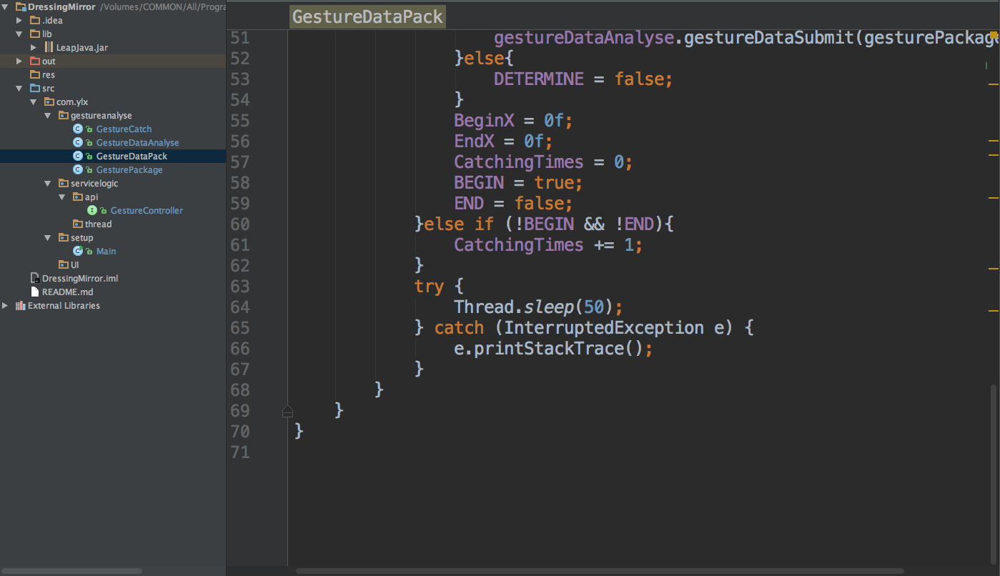 DressingMirror /Volumes/COMMON/All/Progra
.idea
lib
LeapJava.jar
out
res
src
com.ylx
gestureanalyse
GestureCatch
GestureDataAnalyse
GestureDataPack
GesturePackage
servicelogic
api
GestureController
thread
setup
Main
UI
DressingMirror.iml
README.md
External Libraries
GestureDataPack
51 gestureDataAnalyse.gestureDataSubmit(gesturePackage
52 }else{
53 DETERMINE = false;
54 }
55 BeginX = 0f;
56 EndX = 0f;
57 CatchingTimes = 0;
58 BEGIN = true;
59 END = false;
60 }else if (!BEGIN && !END){
61 CatchingTimes += 1;
62 }
63 try {
64 Thread.sleep(50);
65 } catch (InterruptedException e) {
66 e.printStackTrace();
67 }
68 }
69 }
70 }
71